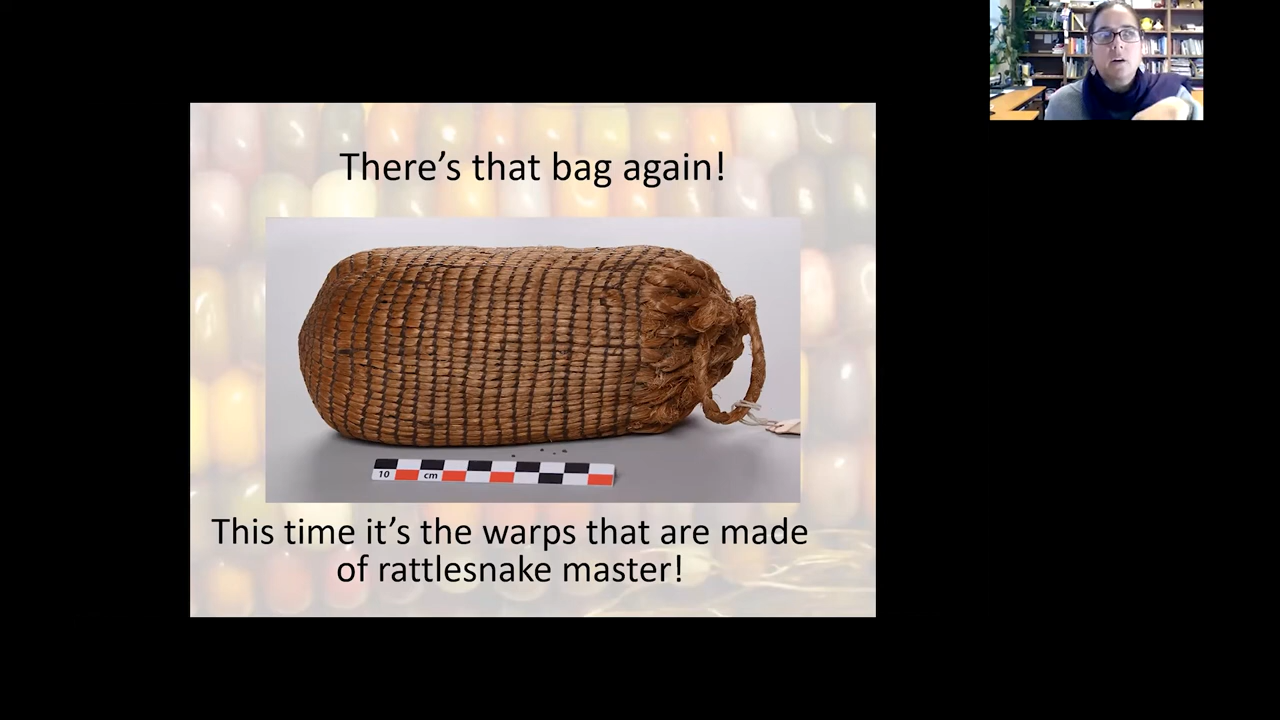 There's that bag again!
10 cm
This time it's the warps that are made
of rattlesnake master!